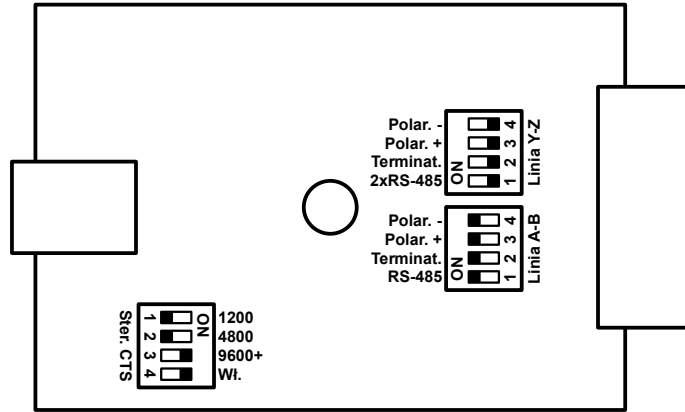 Polar. - 4
Polar. + 3
Terminat. 2
2xRS-485 1
ON
Linia Y-Z
Polar. - 4
Polar. + 3
Terminat. 2
RS-485 1
ON
Linia A-B
Ster. CTS
1 1200
2 4800
3 9600+
4 Wł.
ON